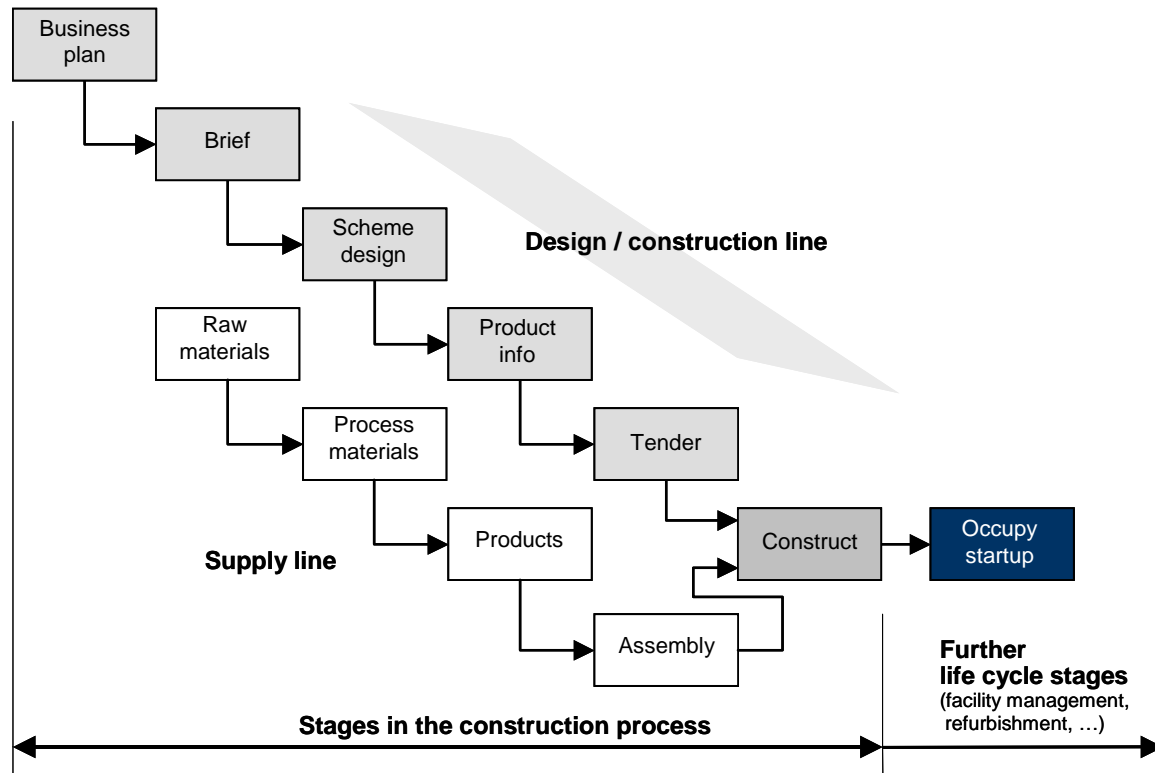 Business
plan
Brief
Scheme
design
Design / construction line
Raw
materials
Product
info
Process
materials
Tender
Supply line
Products
Construct
Occupy
startup
Assembly
Further
life cycle stages
(facility management,
refurbishment, …)
Stages in the construction process